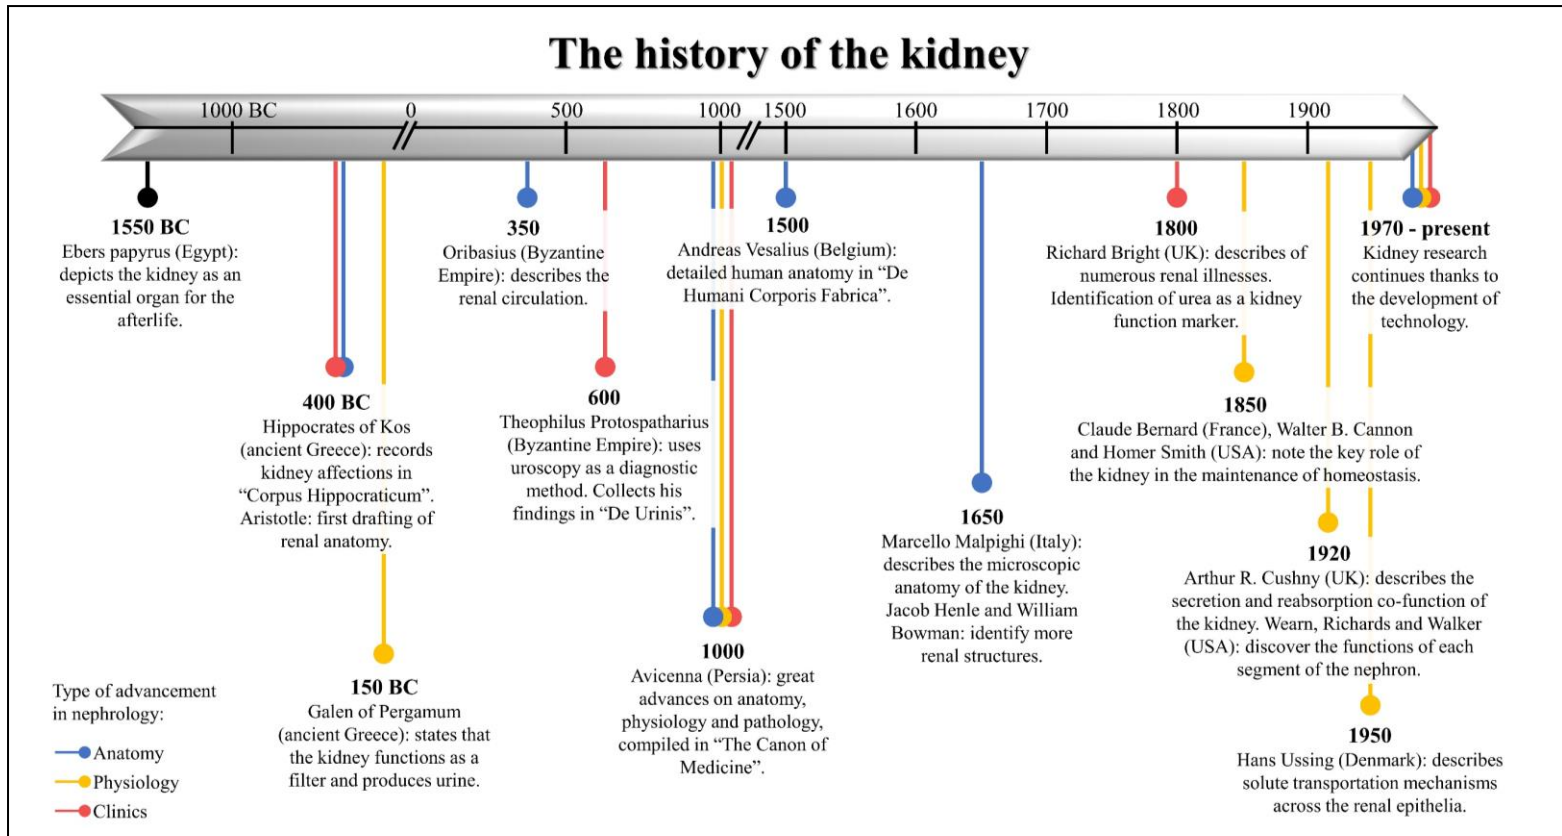 The history of the kidney
1000 BC
0
500
1000
1500
1600
1700
1800
1900
1550 BC
Ebers papyrus (Egypt):
depicts the kidney as an
essential organ for the
afterlife.
400 BC
Hippocrates of Kos
(ancient Greece): records
kidney affections in
“Corpus Hippocraticum”.
Aristotle: first drafting of
renal anatomy.
150 BC
Galen of Pergamum
(ancient Greece): states that
the kidney functions as a
filter and produces urine.
350
Oribasius (Byzantine
Empire): describes the
renal circulation.
600
Theophilus Protospatharius
(Byzantine Empire): uses
uroscopy as a diagnostic
method. Collects his
findings in “De Urinis”.
1000
Avicenna (Persia): great
advances on anatomy,
physiology and pathology,
compiled in “The Canon of
Medicine”.
1500
Andreas Vesalius (Belgium):
detailed human anatomy in “De
Humani Corporis Fabrica”.
1650
Marcello Malpighi (Italy):
describes the microscopic
anatomy of the kidney.
Jacob Henle and William
Bowman: identify more
renal structures.
1800
Richard Bright (UK): describes of
numerous renal illnesses.
Identification of urea as a kidney
function marker.
1850
Claude Bernard (France), Walter B. Cannon
and Homer Smith (USA): note the key role of
the kidney in the maintenance of homeostasis.
1920
Arthur R. Cushny (UK): describes the
secretion and reabsorption co-function of
the kidney. Wearn, Richards and Walker
(USA): discover the functions of each
segment of the nephron.
1950
Hans Ussing (Denmark): describes
solute transportation mechanisms
across the renal epithelia.
1970 - present
Kidney research
continues thanks to
the development of
technology.
Type of advancement
in nephrology:
Anatomy
Physiology
Clinics